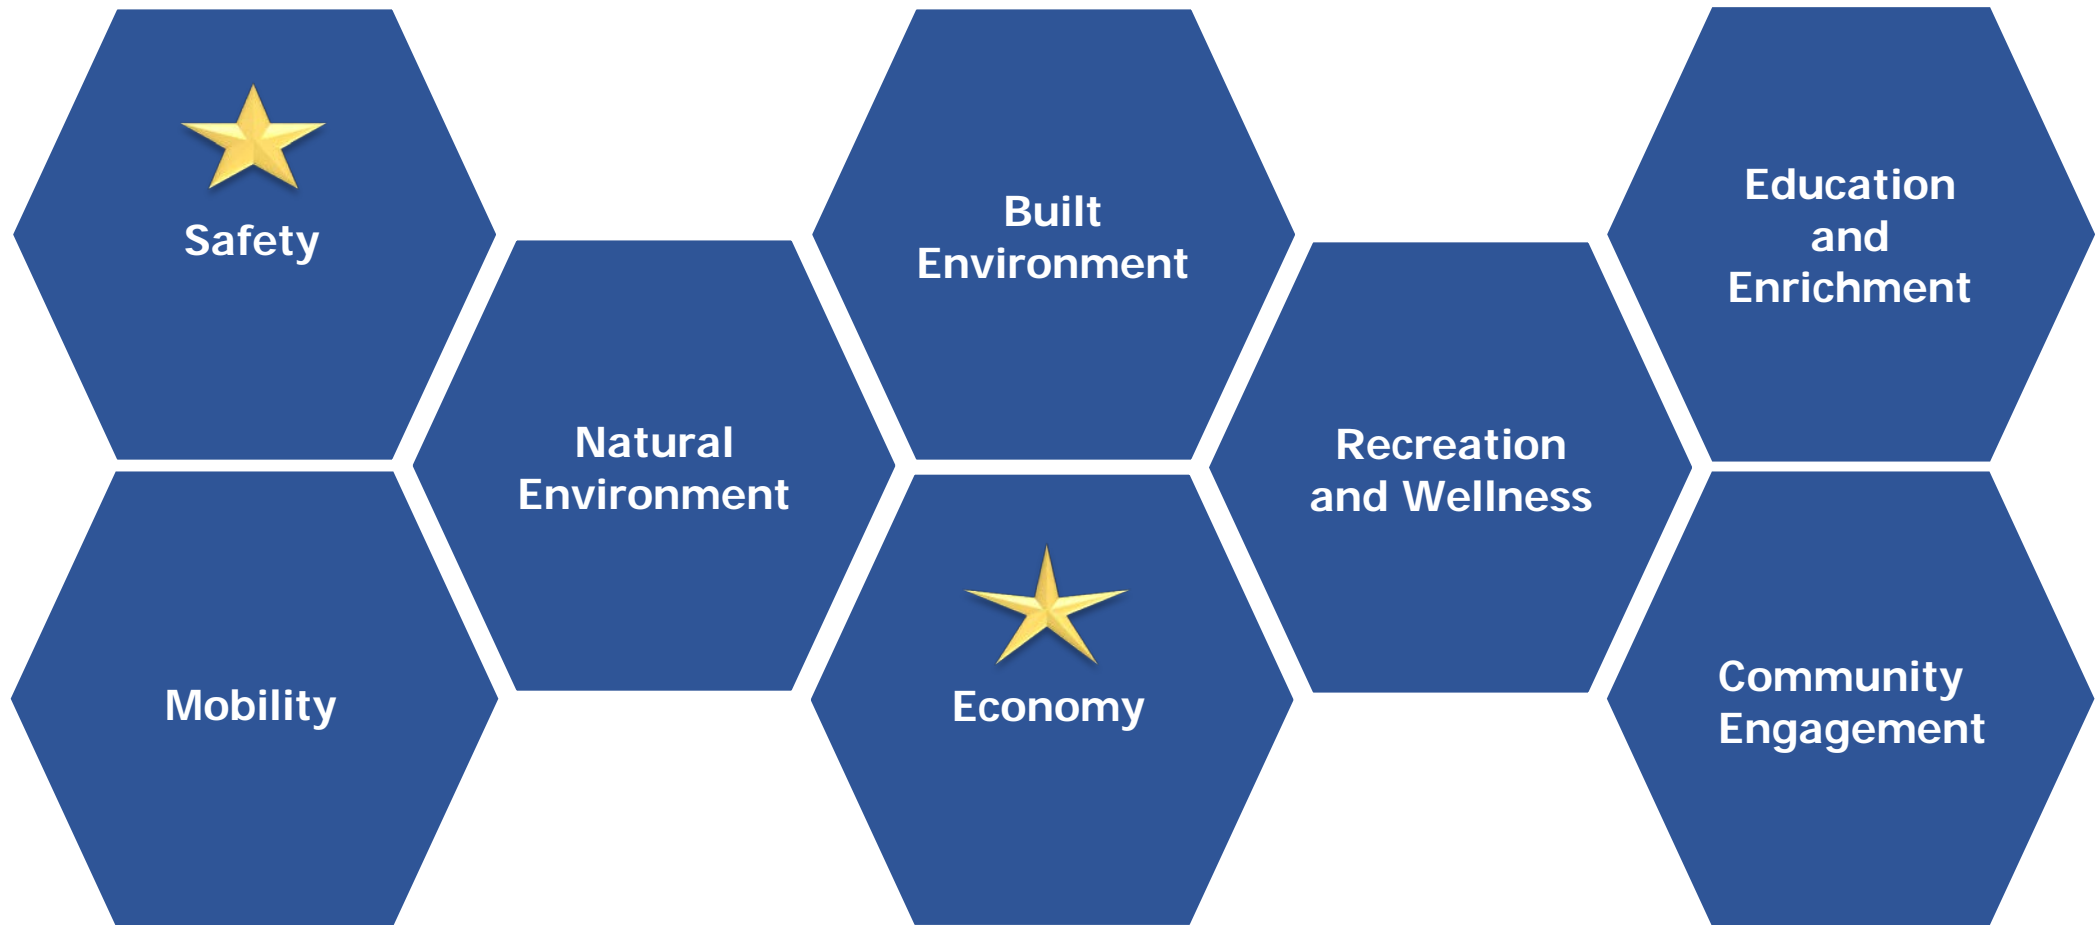 Safety
Mobility
Natural
Environment
Built
Environment
Economy
Recreation
and Wellness
Education
and
Enrichment
Community
Engagement